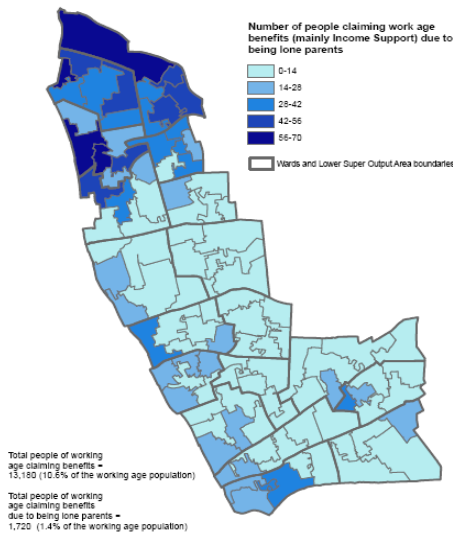 Number of people claiming work age
benefits (mainly Income Support) due to
being lone parents
0-14
14-28
28-42
42-56
56-70
Wards and Lower Super Output Area boundaries
Total people of working
age claiming benefits =
13,180 (10.6% of the working age population)
Total people of working
age claiming benefits
due to being lone parents =
1,720 (1.4% of the working age population)